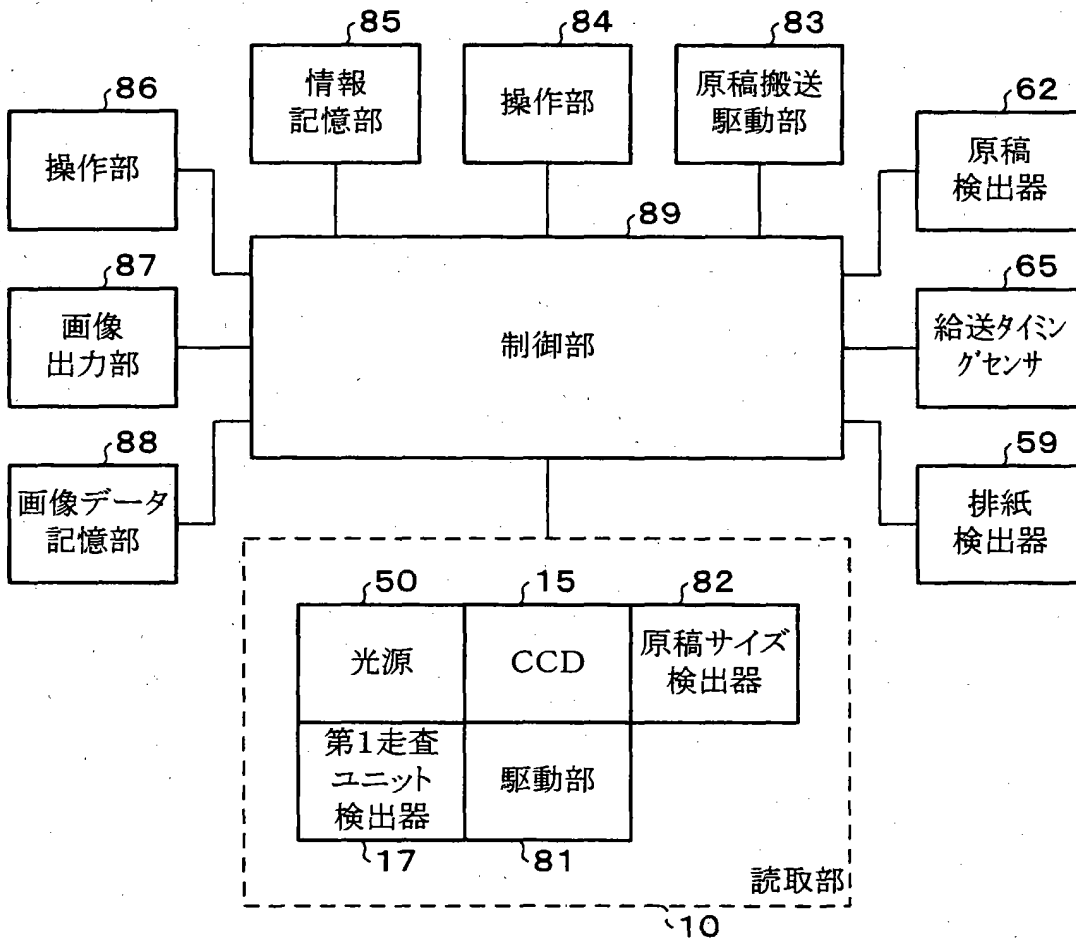 85
情報
記憶部
84
操作部
83
原稿搬送
駆動部
86
操作部
62
原稿
検出器
89
制御部
87
画像
出力部
65
給送タイミン
グセンサ
88
画像データ
記憶部
59
排紙
検出器
50
光源
15
CCD
82
原稿サイズ
検出器
第1走査
ユニット
検出器
17
駆動部
81
読取部
10